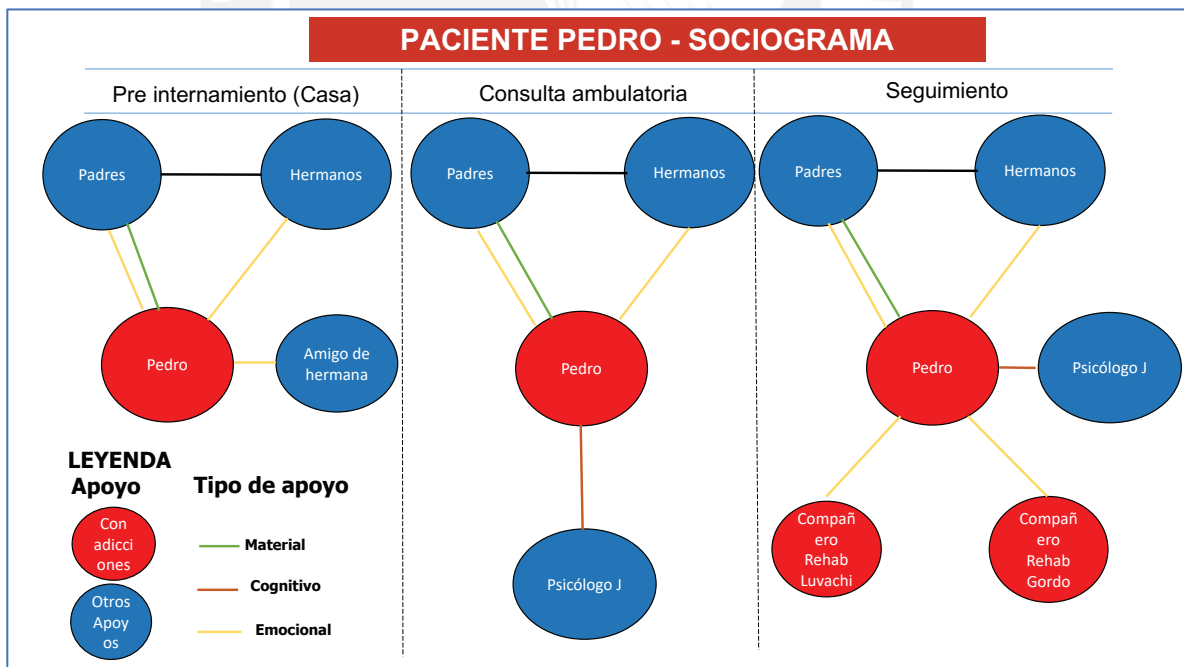 PACIENTE PEDRO - SOCIOGRAMA
Pre internamiento (Casa)
Consulta ambulatoria
Seguimiento
Padres
Hermanos
Pedro
Amigo de
hermana
Padres
Hermanos
Pedro
Psicólogo J
Padres
Hermanos
Pedro
Psicólogo J
Compañ
ero
Rehab
Luvachi
Compañ
ero
Rehab
Gordo
LEYENDA
Apoyo
Con
adicci
ones
Otros
Apoy
os
Tipo de apoyo
Material
Cognitivo
Emocional